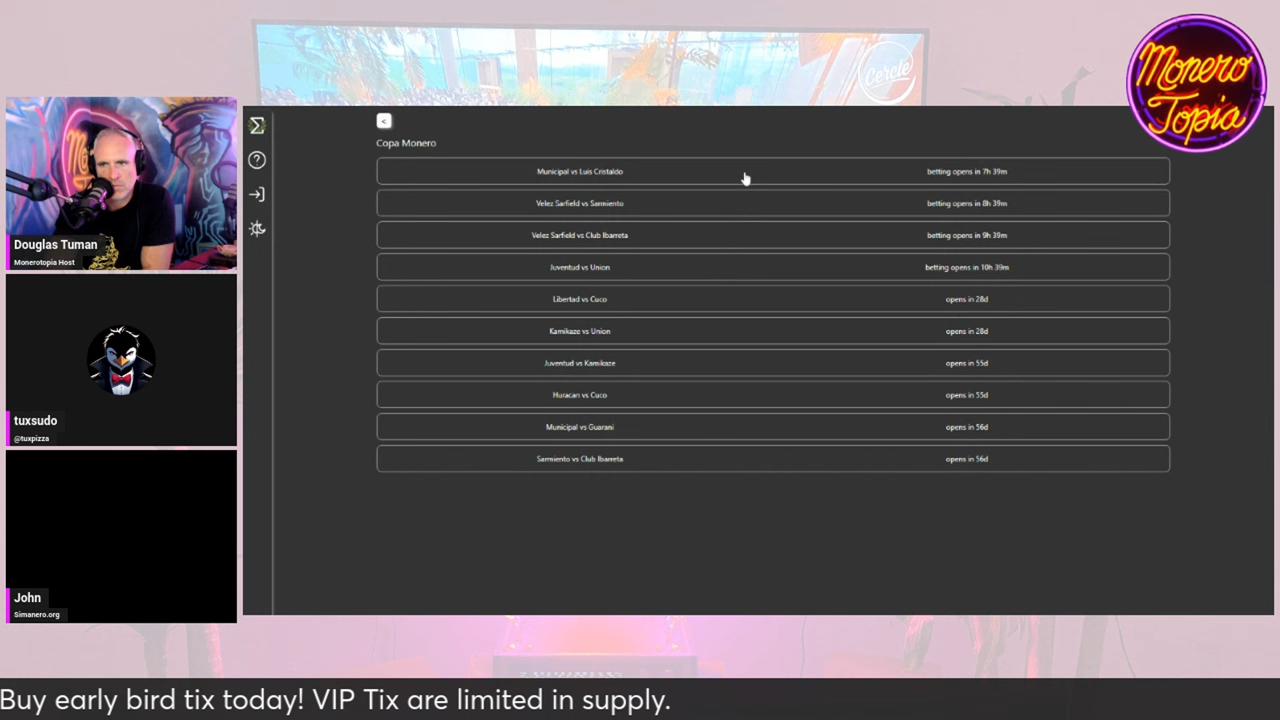 Cercle
Monero
Topia
Douglas Tuman
Monerotopia Host
tuxsudo
@tuxpizza
John
Simanero.org
<
Copa Monero
Municipal vs Luis Cristaldo betting opens in 7h 39m
Velez Sarfield vs Sarmiento betting opens in 8h 39m
Velez Sarfield vs Club Ibarreta betting opens in 9h 39m
Juventud vs Union betting opens in 10h 39m
Libertad vs Cuco opens in 28d
Kamikaze vs Union opens in 28d
Juventud vs Kamikaze opens in 55d
Huracan vs Cuco opens in 55d
Municipal vs Guarani opens in 56d
Sarmiento vs Club Ibarreta opens in 56d
Buy early bird tix today! VIP Tix are limited in supply.